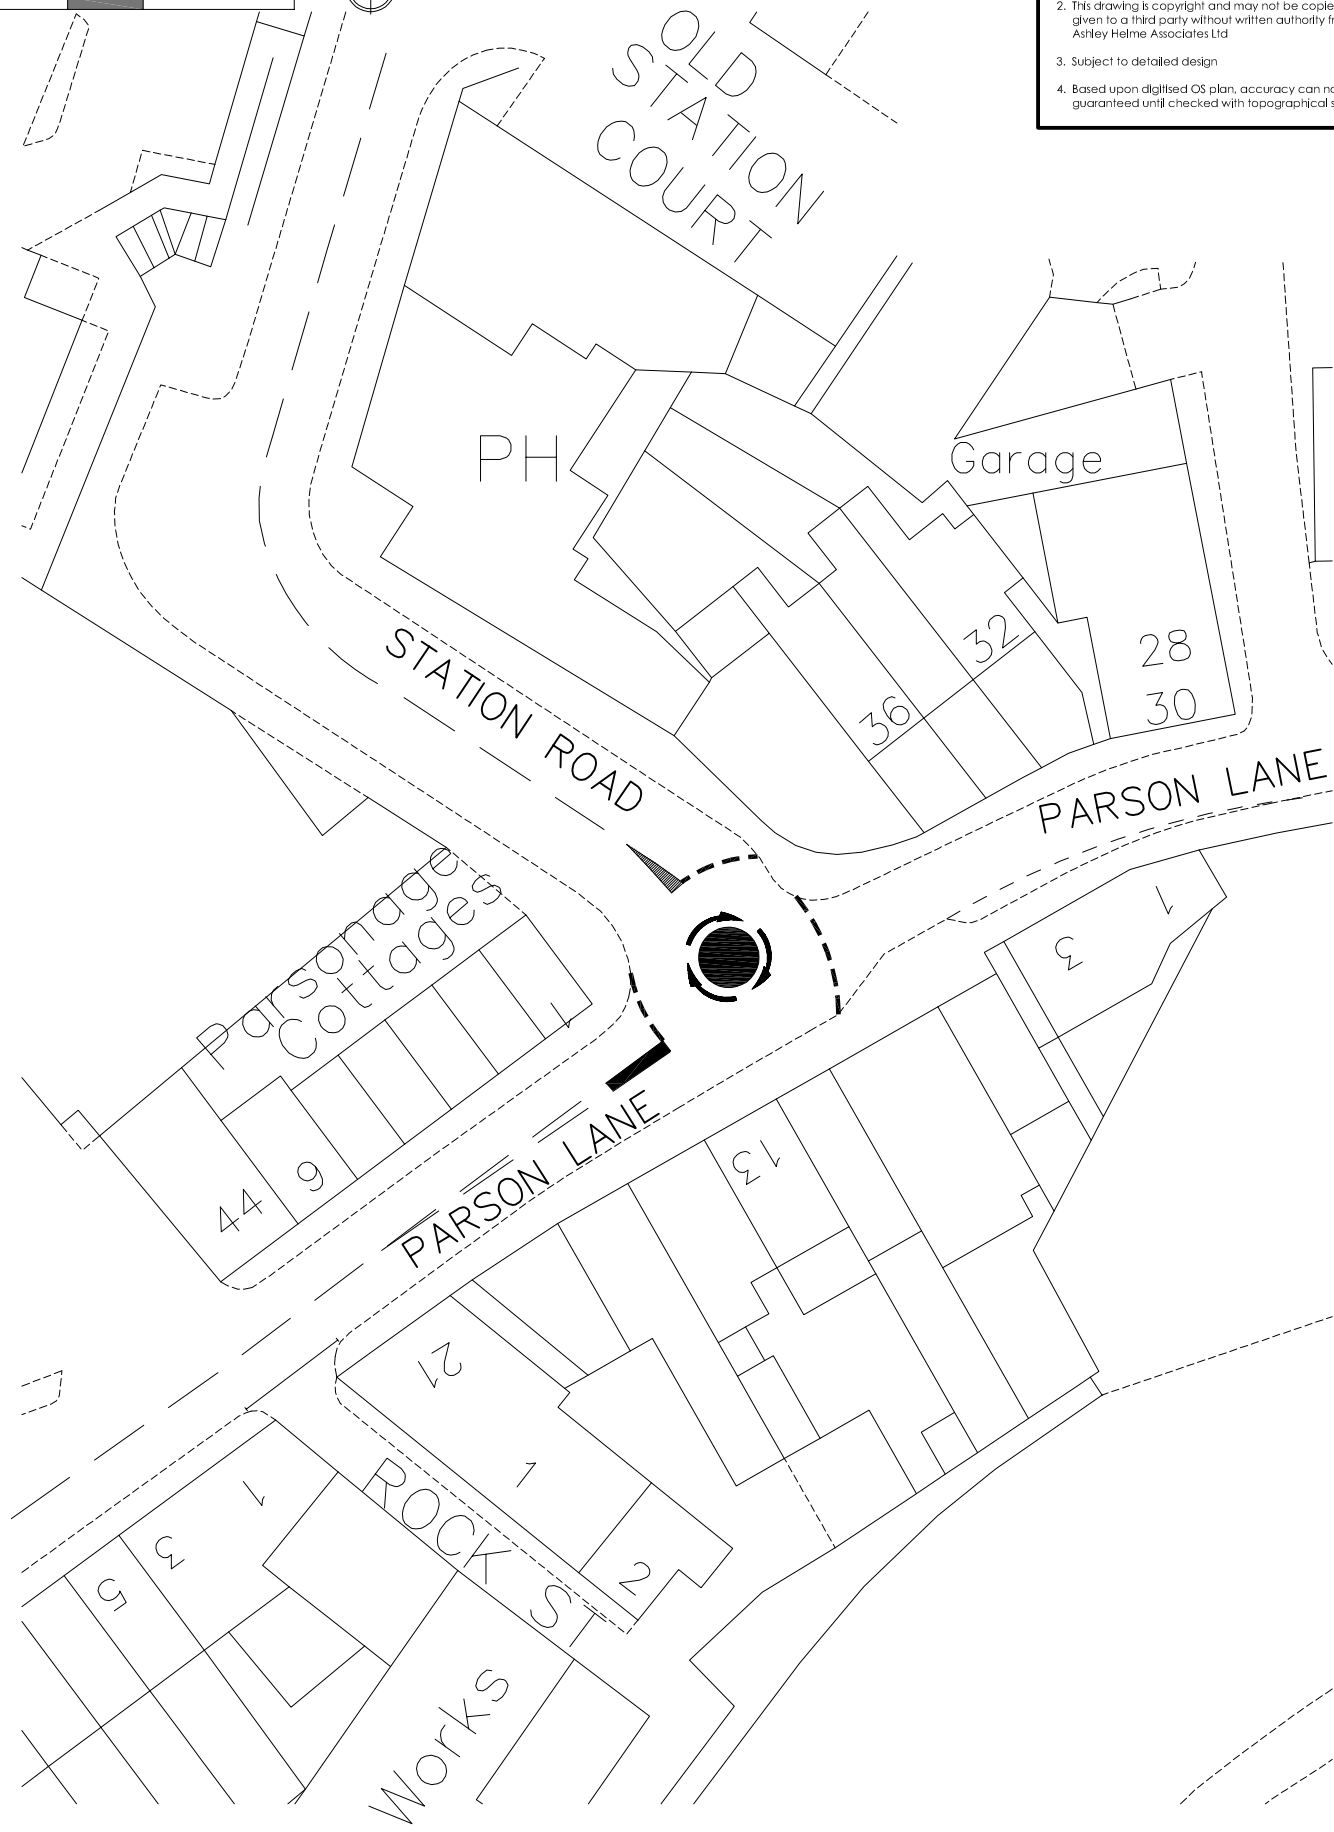 2. This drawing is copyright and may not be copie
given to a third party without written authority fr
Ashley Helme Associates Ltd
3. Subject to detailed design
4. Based upon digitised OS plan, accuracy can no
guaranteed until checked with topographical s
OLD
STATION
COURT
PH
Garage
32
28
36
30
STATION ROAD
PARSON LANE
Parsonage
Cottages
1
3
1
PARSON LANE
13
9
44
21
1
ROCK S
2
1
3
5
Works